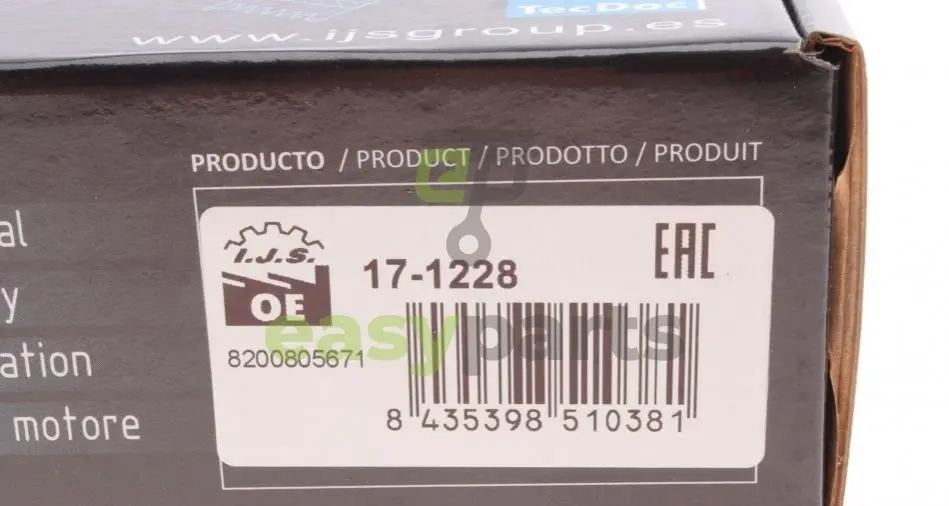 TecDoc
www.ijsgroup.es
PRODUCTO / PRODUCT / PRODOTTO / PRODUIT
al
y
ation
motore
I.J.S.
OE
17-1228
EAC
8200805671
8 435398 510381
easyparts